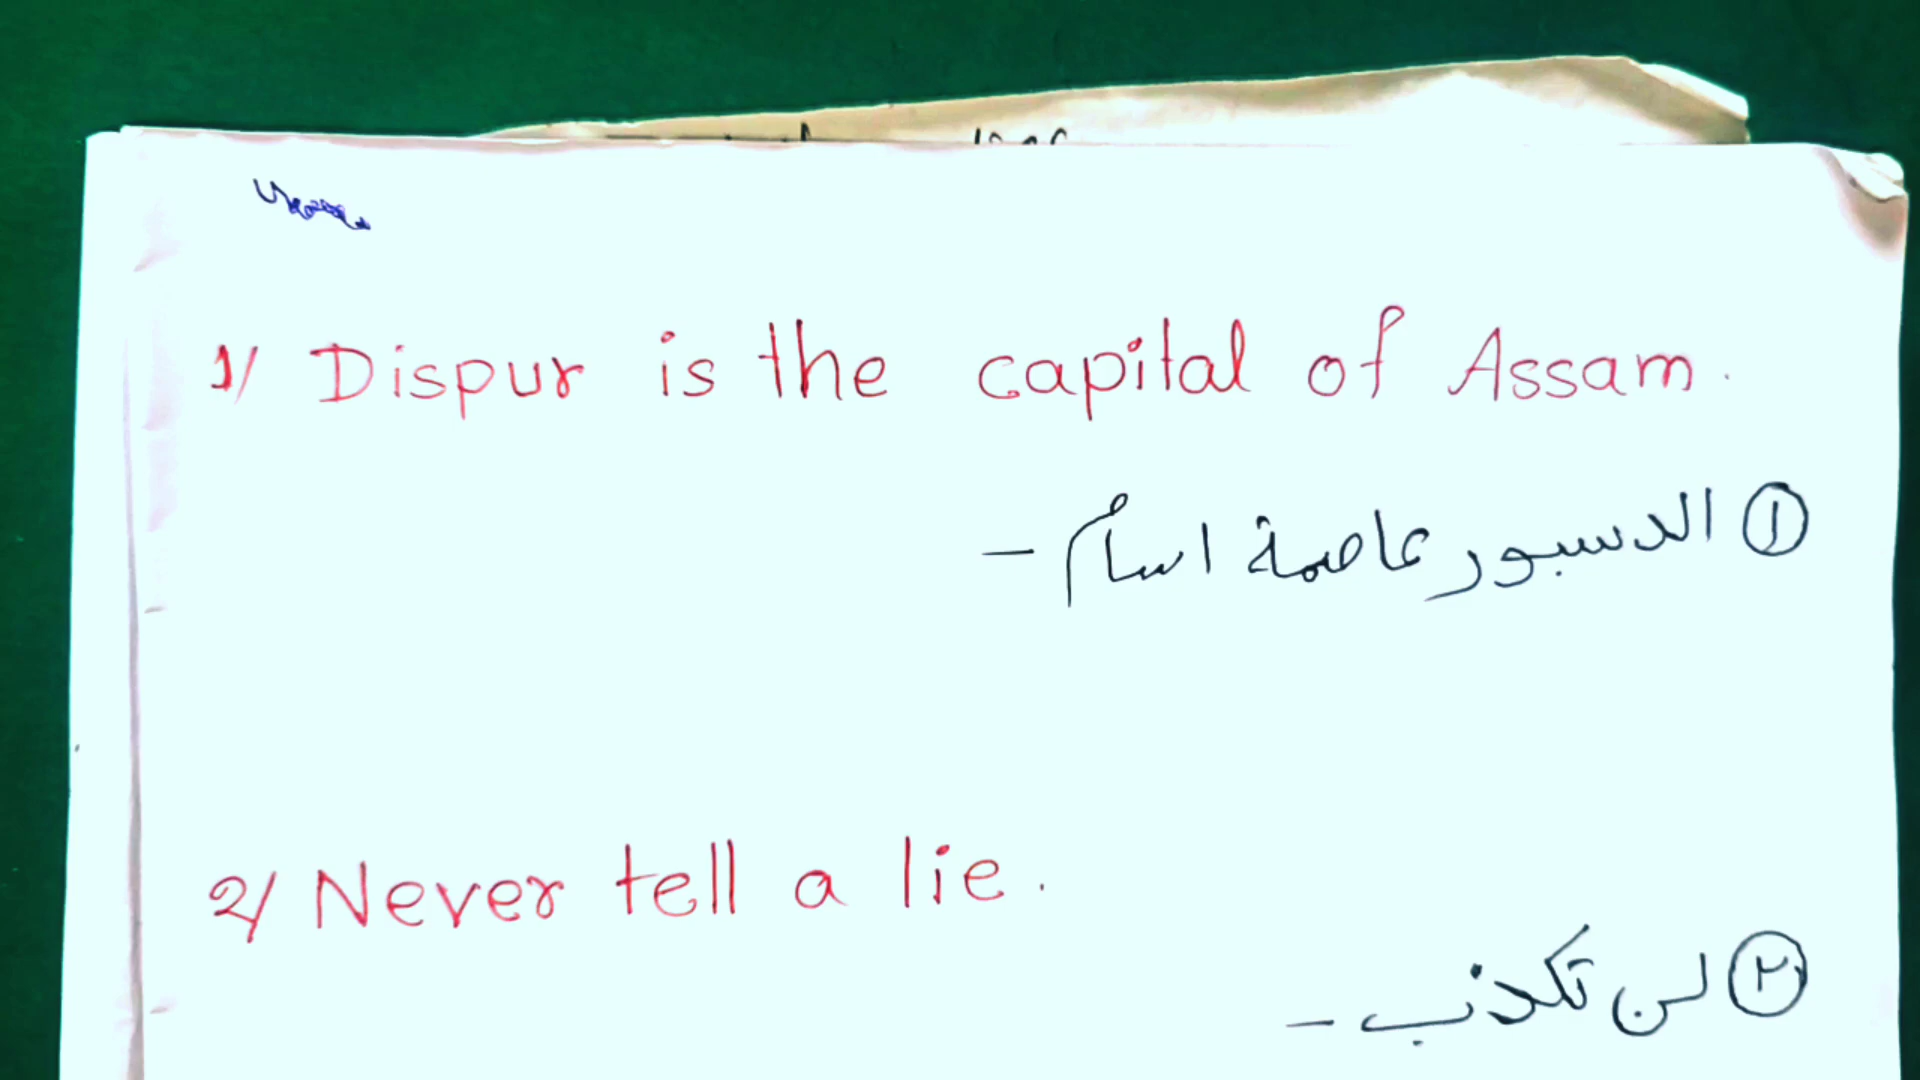 1/ Dispur is the capital of Assam.
① الدسبور عاصمة اسام -
2/ Never tell a lie.
② لن تكذب -